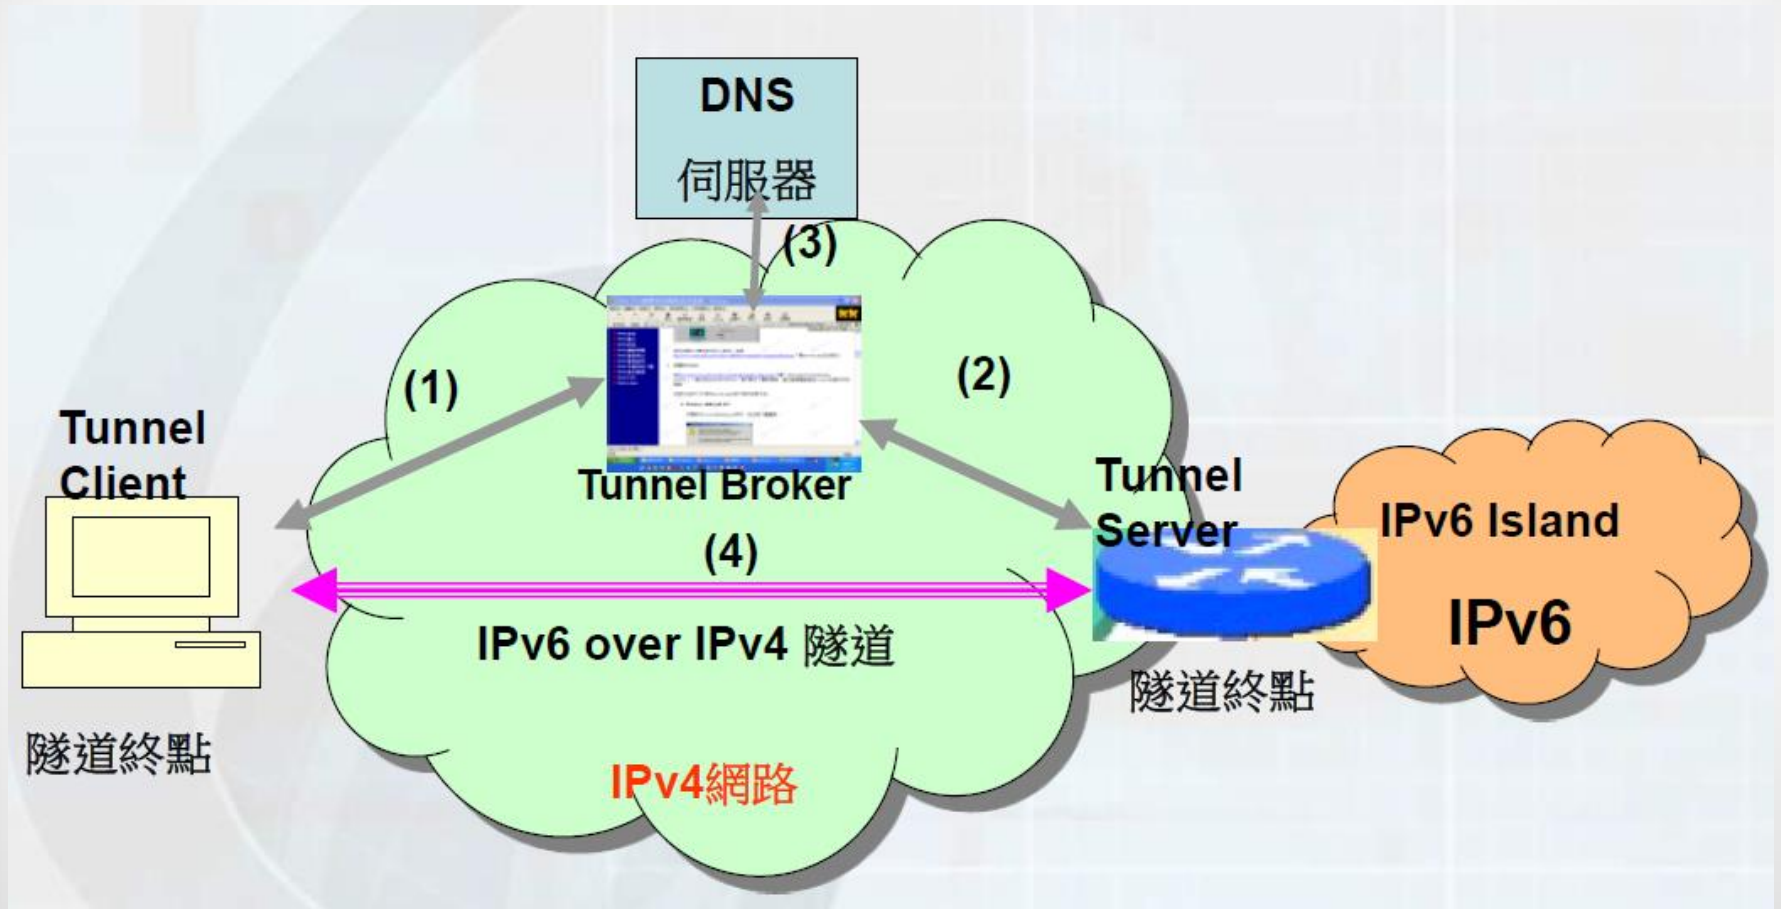 DNS
伺服器
(3)
(1)
(2)
Tunnel
Client
Tunnel Broker
Tunnel
Server
IPv6 Island
(4)
IPv6
IPv6 over IPv4 隧道
隧道終點
隧道終點
IPv4網路